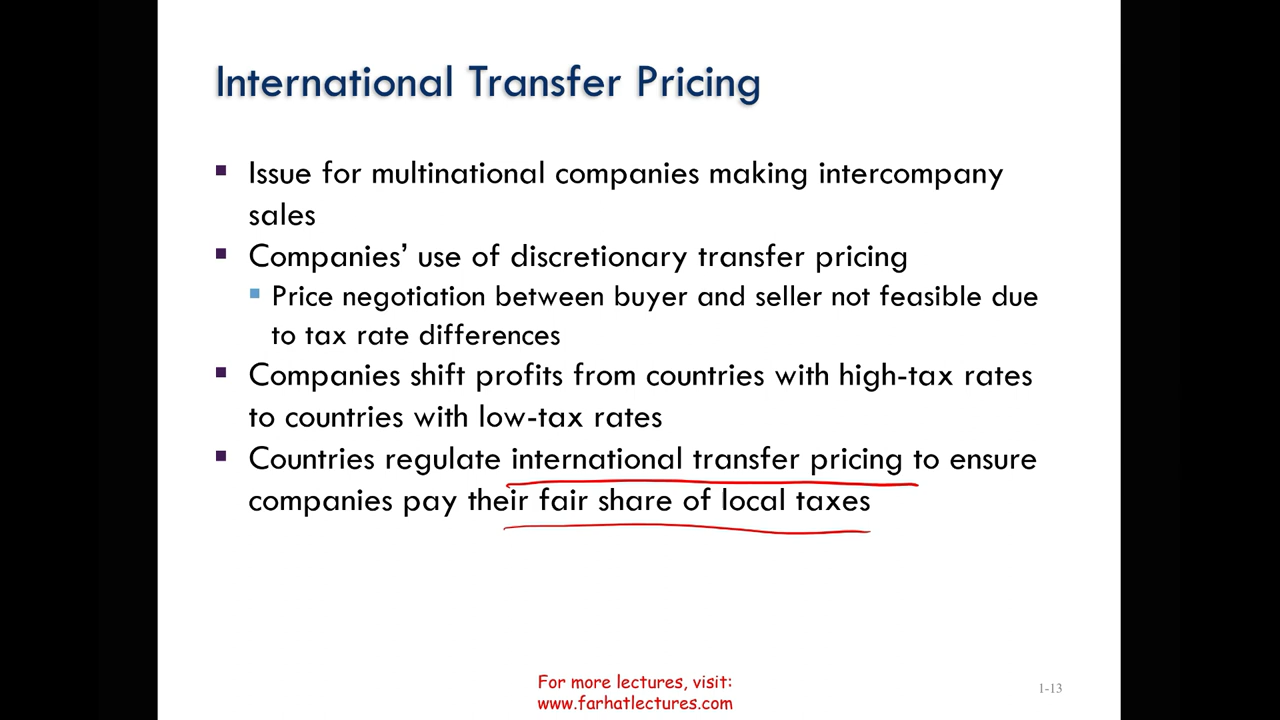 International Transfer Pricing
▪ Issue for multinational companies making intercompany
sales
▪ Companies’ use of discretionary transfer pricing
▪ Price negotiation between buyer and seller not feasible due
to tax rate differences
▪ Companies shift profits from countries with high-tax rates
to countries with low-tax rates
▪ Countries regulate international transfer pricing to ensure
companies pay their fair share of local taxes
For more lectures, visit:
www.farhatlectures.com
1-13